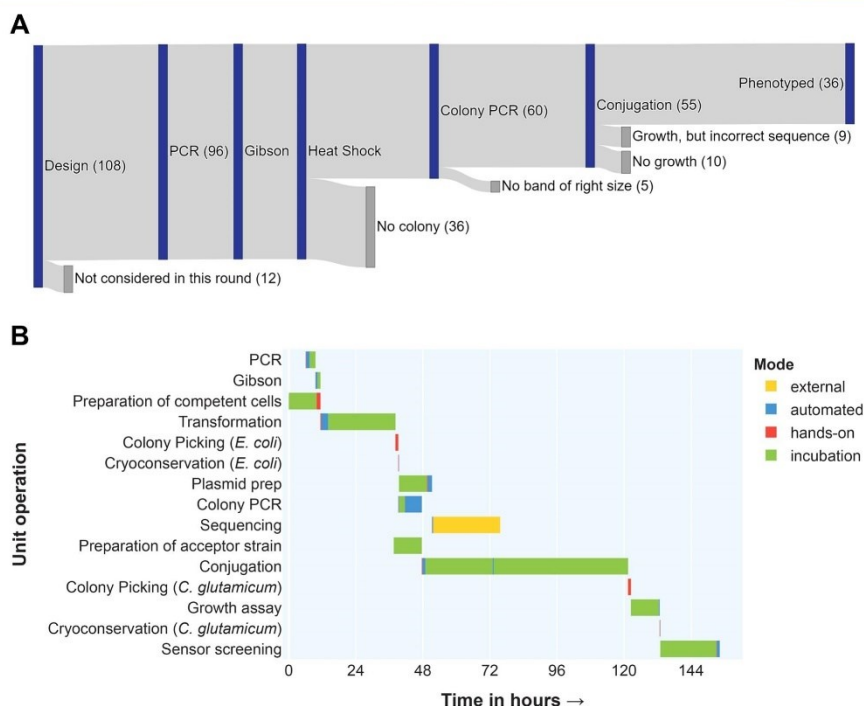 A
Design (108)
PCR (96)
Gibson
Heat Shock
Colony PCR (60)
Conjugation (55)
Phenotyped (36)
Growth, but incorrect sequence (9)
No growth (10)
No band of right size (5)
No colony (36)
Not considered in this round (12)
B
Unit operation
PCR
Gibson
Preparation of competent cells
Transformation
Colony Picking (E. coli)
Cryoconservation (E. coli)
Plasmid prep
Colony PCR
Sequencing
Preparation of acceptor strain
Conjugation
Colony Picking (C. glutamicum)
Growth assay
Cryoconservation (C. glutamicum)
Sensor screening
0 24 48 72 96 120 144
Time in hours →
Mode
external
automated
hands-on
incubation